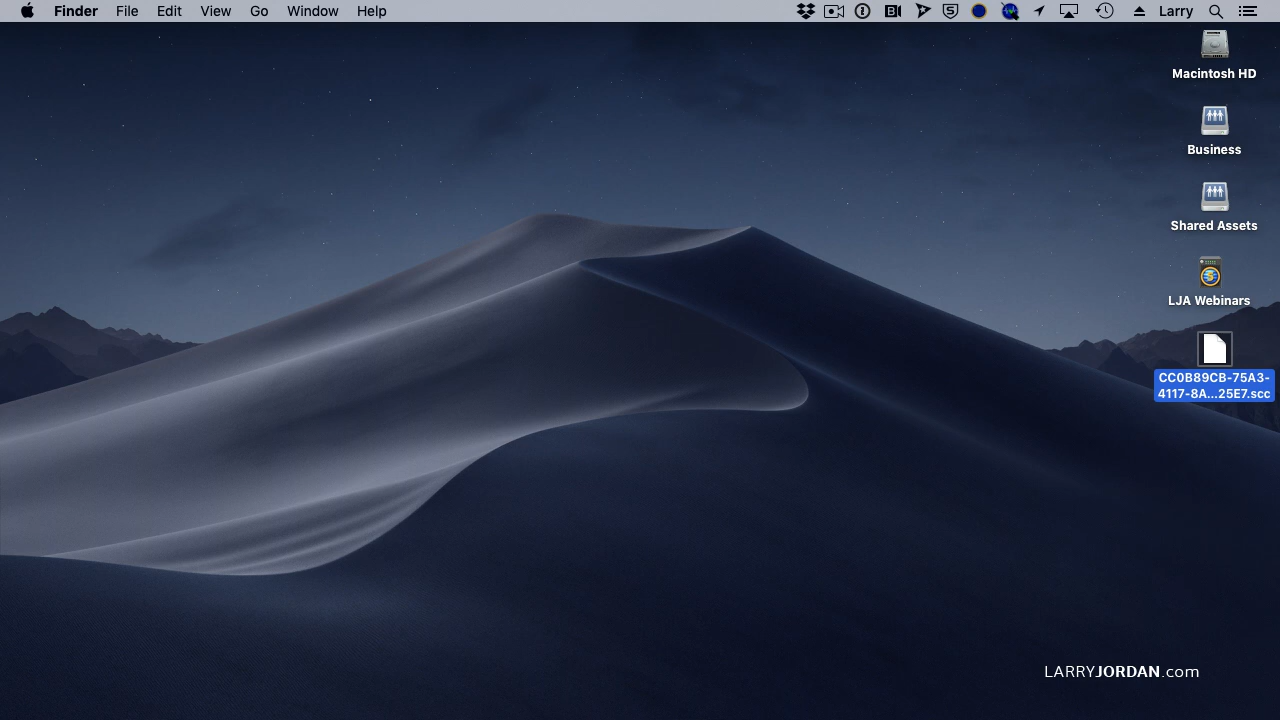 Finder File Edit View Go Window Help Larry
Macintosh HD
Business
Shared Assets
LJA Webinars
CC0B89CB-75A3-
4117-8A...25E7.scc
LARRYJORDAN.com